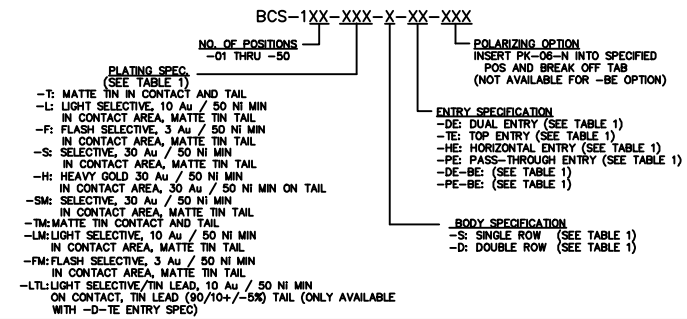 BCS-1XX-XXX-X-XX-XXX
NO. OF POSITIONS
-01 THRU -50
PLATING SPEC.
(SEE TABLE 1)
-T: MATTE TIN IN CONTACT AND TAIL
-L: LIGHT SELECTIVE, 10 Au / 50 Ni MIN
IN CONTACT AREA, MATTE TIN TAIL
-F: FLASH SELECTIVE, 3 Au / 50 Ni MIN
IN CONTACT AREA, MATTE TIN TAIL
-S: SELECTIVE, 30 Au / 50 Ni MIN
IN CONTACT AREA, MATTE TIN TAIL
-H: HEAVY GOLD 30 Au / 50 Ni MIN
IN CONTACT AREA, 30 Au / 50 Ni MIN ON TAIL
-SM: SELECTIVE, 30 Au / 50 Ni MIN
IN CONTACT AREA, MATTE TIN TAIL
-TM: MATTE TIN CONTACT AND TAIL
-LM: LIGHT SELECTIVE, 10 Au / 50 Ni MIN
IN CONTACT AREA, MATTE TIN TAIL
-FM: FLASH SELECTIVE, 3 Au / 50 Ni MIN
IN CONTACT AREA, MATTE TIN TAIL
-LTL: LIGHT SELECTIVE/TIN LEAD, 10 Au / 50 Ni MIN
ON CONTACT, TIN LEAD (90/10+/-5%) TAIL (ONLY AVAILABLE
WITH -D-TE ENTRY SPEC)
POLARIZING OPTION
INSERT PK-06-N INTO SPECIFIED
POS AND BREAK OFF TAB
(NOT AVAILABLE FOR -BE OPTION)
ENTRY SPECIFICATION
-DE: DUAL ENTRY (SEE TABLE 1)
-TE: TOP ENTRY (SEE TABLE 1)
-HE: HORIZONTAL ENTRY (SEE TABLE 1)
-PE: PASS-THROUGH ENTRY (SEE TABLE 1)
-DE-BE: (SEE TABLE 1)
-PE-BE: (SEE TABLE 1)
BODY SPECIFICATION
-S: SINGLE ROW (SEE TABLE 1)
-D: DOUBLE ROW (SEE TABLE 1)